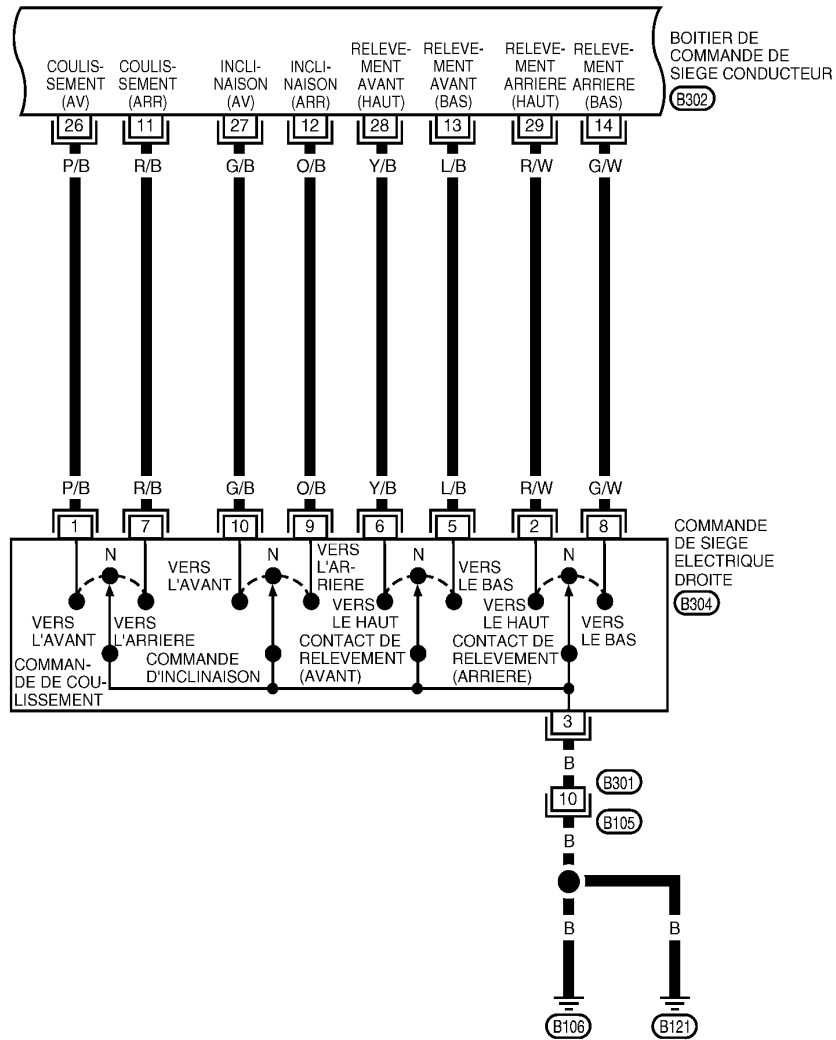 COULIS-
SEMENT
(AV)
COULIS-
SEMENT
(ARR)
INCLI-
NAISON
(AV)
INCLI-
NAISON
(ARR)
RELEVE-
MENT
AVANT
(HAUT)
RELEVE-
MENT
AVANT
(BAS)
RELEVE-
MENT
ARRIERE
(HAUT)
RELEVE-
MENT
ARRIERE
(BAS)
BOITIER DE
COMMANDE DE
SIEGE CONDUCTEUR
B302
26 11 27 12 28 13 29 14
P/B R/B G/B O/B Y/B L/B R/W G/W
P/B R/B G/B O/B Y/B L/B R/W G/W
1 7 10 9 6 5 2 8
COMMANDE
DE SIEGE
ELECTRIQUE
DROITE
B304
N
VERS
L'AVANT
VERS
L'ARRIERE
COMMAN-
DE DE COU-
LISSEMENT
VERS
L'AVANT
N
VERS
L'AR-
RIERE
COMMANDE
D'INCLINAISON
N
VERS
LE HAUT
VERS
LE BAS
CONTACT DE
RELEVEMENT
(AVANT)
N
VERS
LE HAUT
VERS
LE BAS
CONTACT DE
RELEVEMENT
(ARRIERE)
3
B
B301
10
B105
B
B B
B106 B121